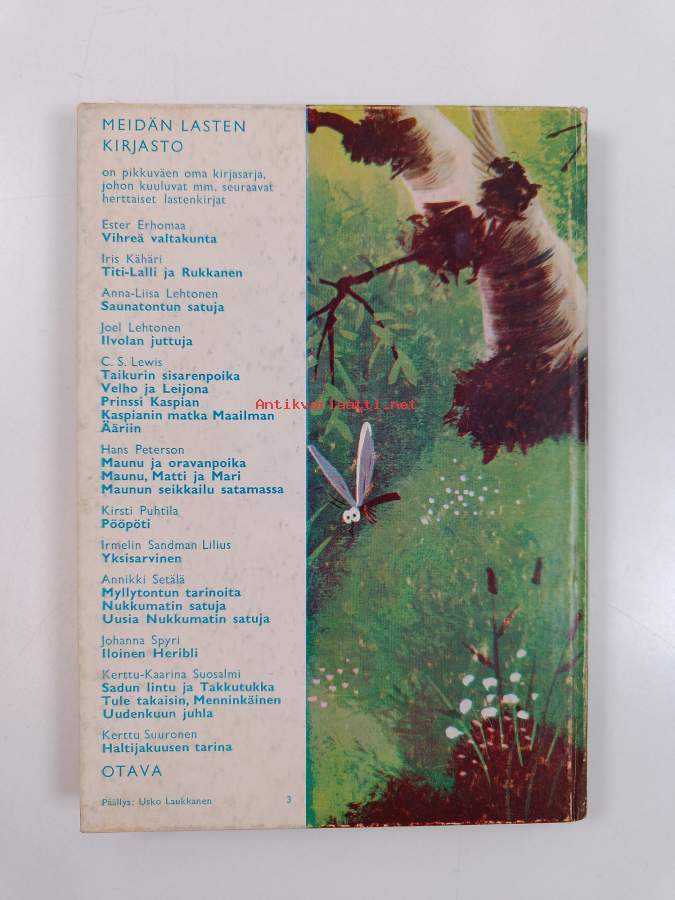 MEIDÄN LASTEN
KIRJASTO
on pikkuväen oma kirjasarja,
johon kuuluvat mm. seuraavat
herttaiset lastenkirjat
Ester Erhomaa
Vihreä valtakunta
Iris Kähäri
Titi-Lalli ja Rukkanen
Anna-Liisa Lehtonen
Saunatontun satuja
Joel Lehtonen
Ilvolan juttuja
C. S. Lewis
Taikurin sisarenpoika
Velho ja Leijona
Prinssi Kaspian
Kaspianin matka Maailman
Ääriin
Antikvariaatti.net
Hans Peterson
Maunu ja oravanpoika
Maunu, Matti ja Mari
Maunun seikkailu satamassa
Kirsti Puhtila
Pööpöti
Irmelin Sandman Lilius
Yksisarvinen
Annikki Setälä
Myllytontun tarinoita
Nukkumatin satuja
Uusia Nukkumatin satuja
Johanna Spyri
Iloinen Heribli
Kerttu-Kaarina Suosalmi
Sadun lintu ja Takkutukka
Tule takaisin, Menninkäinen
Uudenkuun juhla
Kerttu Suuronen
Haltijakuusen tarina
OTAVA
Päällys: Usko Laukkanen 3